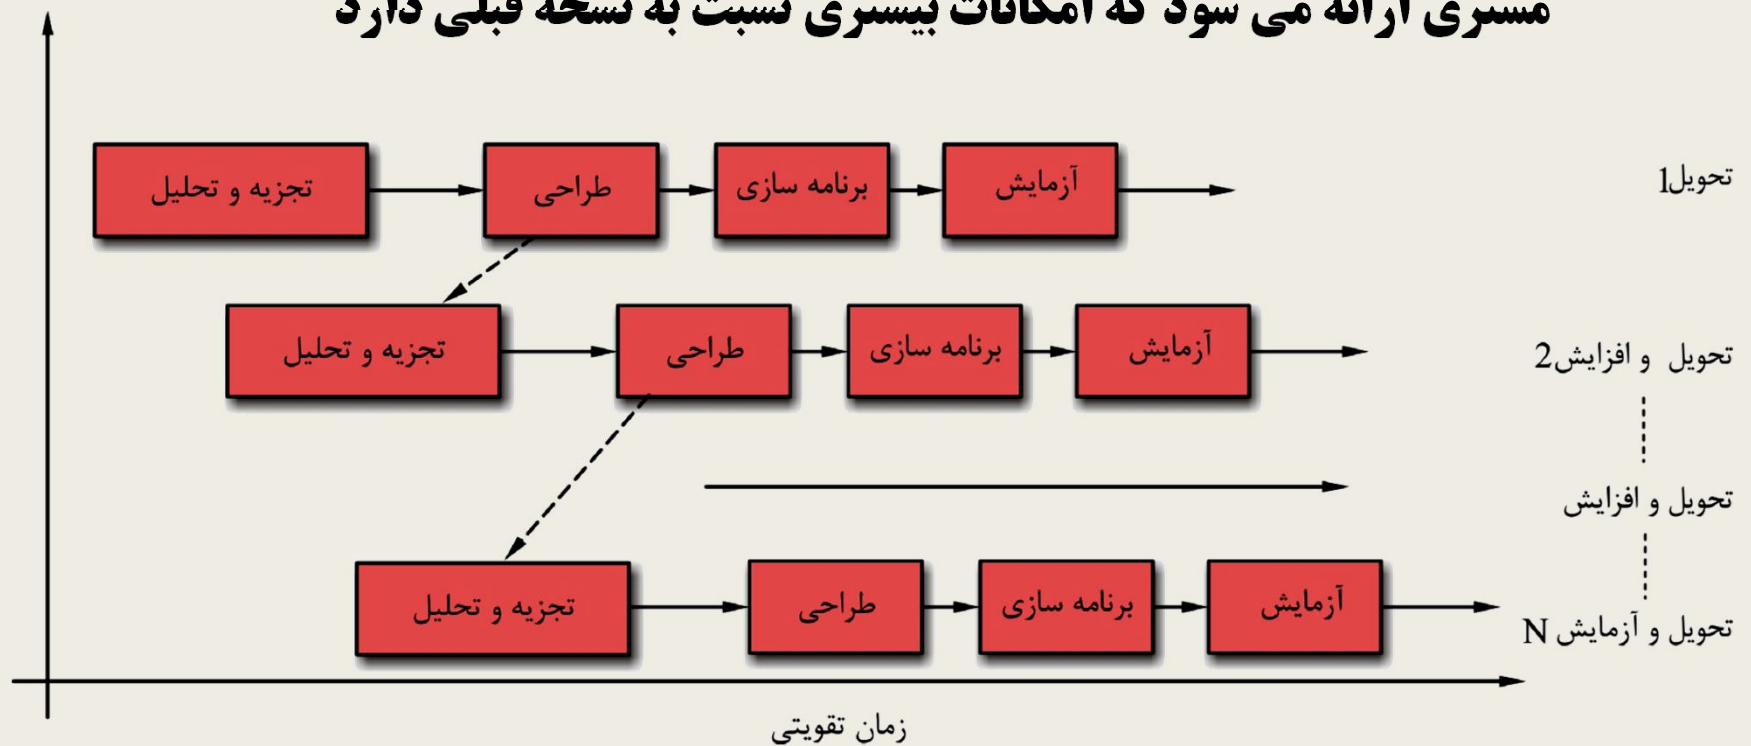 مشتری ارائه می شود که امکانات بیشتری نسبت به نسخه قبلی دارد
تجزیه و تحلیل
طراحی
برنامه سازی
آزمایش
تحویل1
تجزیه و تحلیل
طراحی
برنامه سازی
آزمایش
تحویل و افزایش2
تحویل و افزایش
تجزیه و تحلیل
طراحی
برنامه سازی
آزمایش
تحویل و آزمایش N
زمان تقویتی